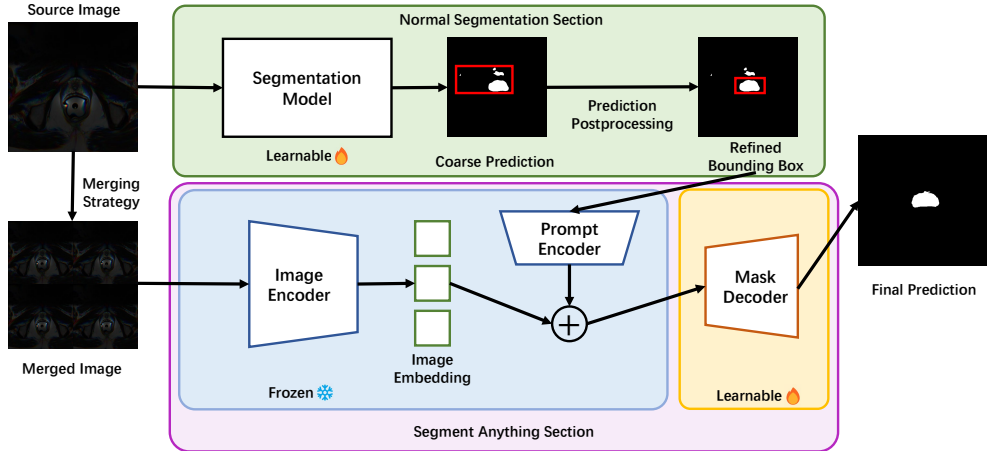 Source Image
Normal Segmentation Section
Segmentation
Model
Learnable
Coarse Prediction
Prediction
Postprocessing
Refined
Bounding Box
Merging
Strategy
Merged Image
Image
Encoder
Image
Embedding
Prompt
Encoder
Frozen
Mask
Decoder
Learnable
Segment Anything Section
Final Prediction